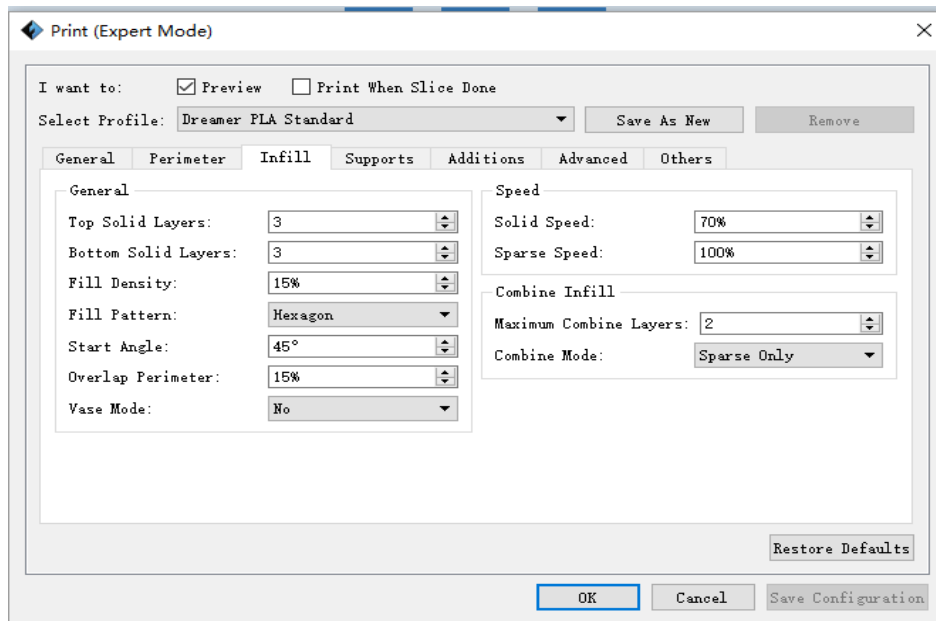 Print (Expert Mode)
I want to: Preview Print When Slice Done
Select Profile: Dreamer PLA Standard Save As New Remove
General Perimeter Infill Supports Additions Advanced Others
General
Top Solid Layers: 3
Bottom Solid Layers: 3
Fill Density: 15%
Fill Pattern: Hexagon
Start Angle: 45°
Overlap Perimeter: 15%
Vase Mode: No
Speed
Solid Speed: 70%
Sparse Speed: 100%
Combine Infill
Maximum Combine Layers: 2
Combine Mode: Sparse Only
Restore Defaults
OK Cancel Save Configuration